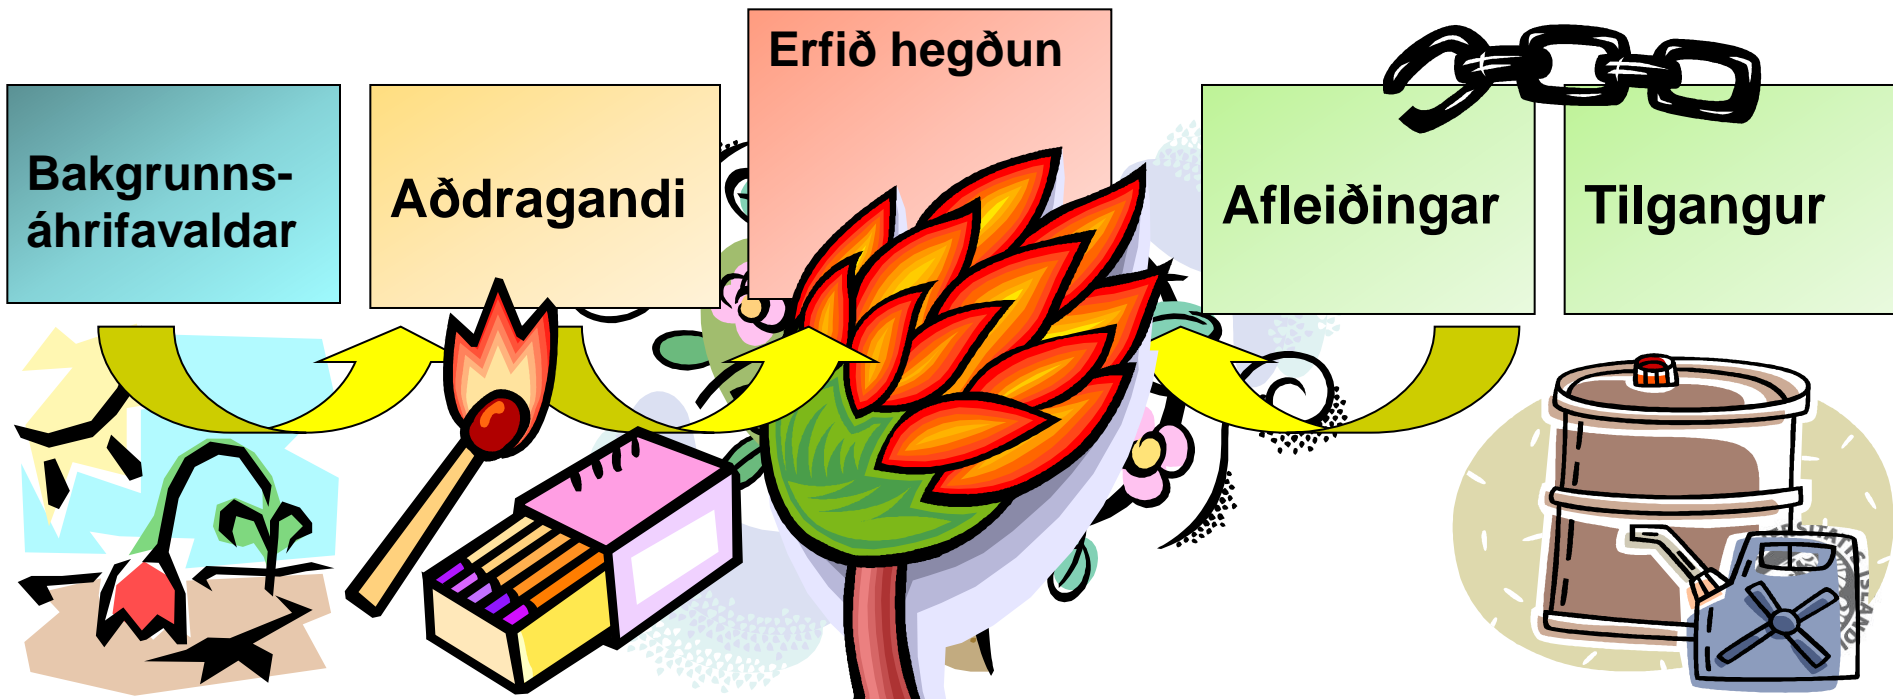 Bakgrunns-
áhrifavaldar
Aðdragandi
Erfið hegðun
Afleiðingar
Tilgangur